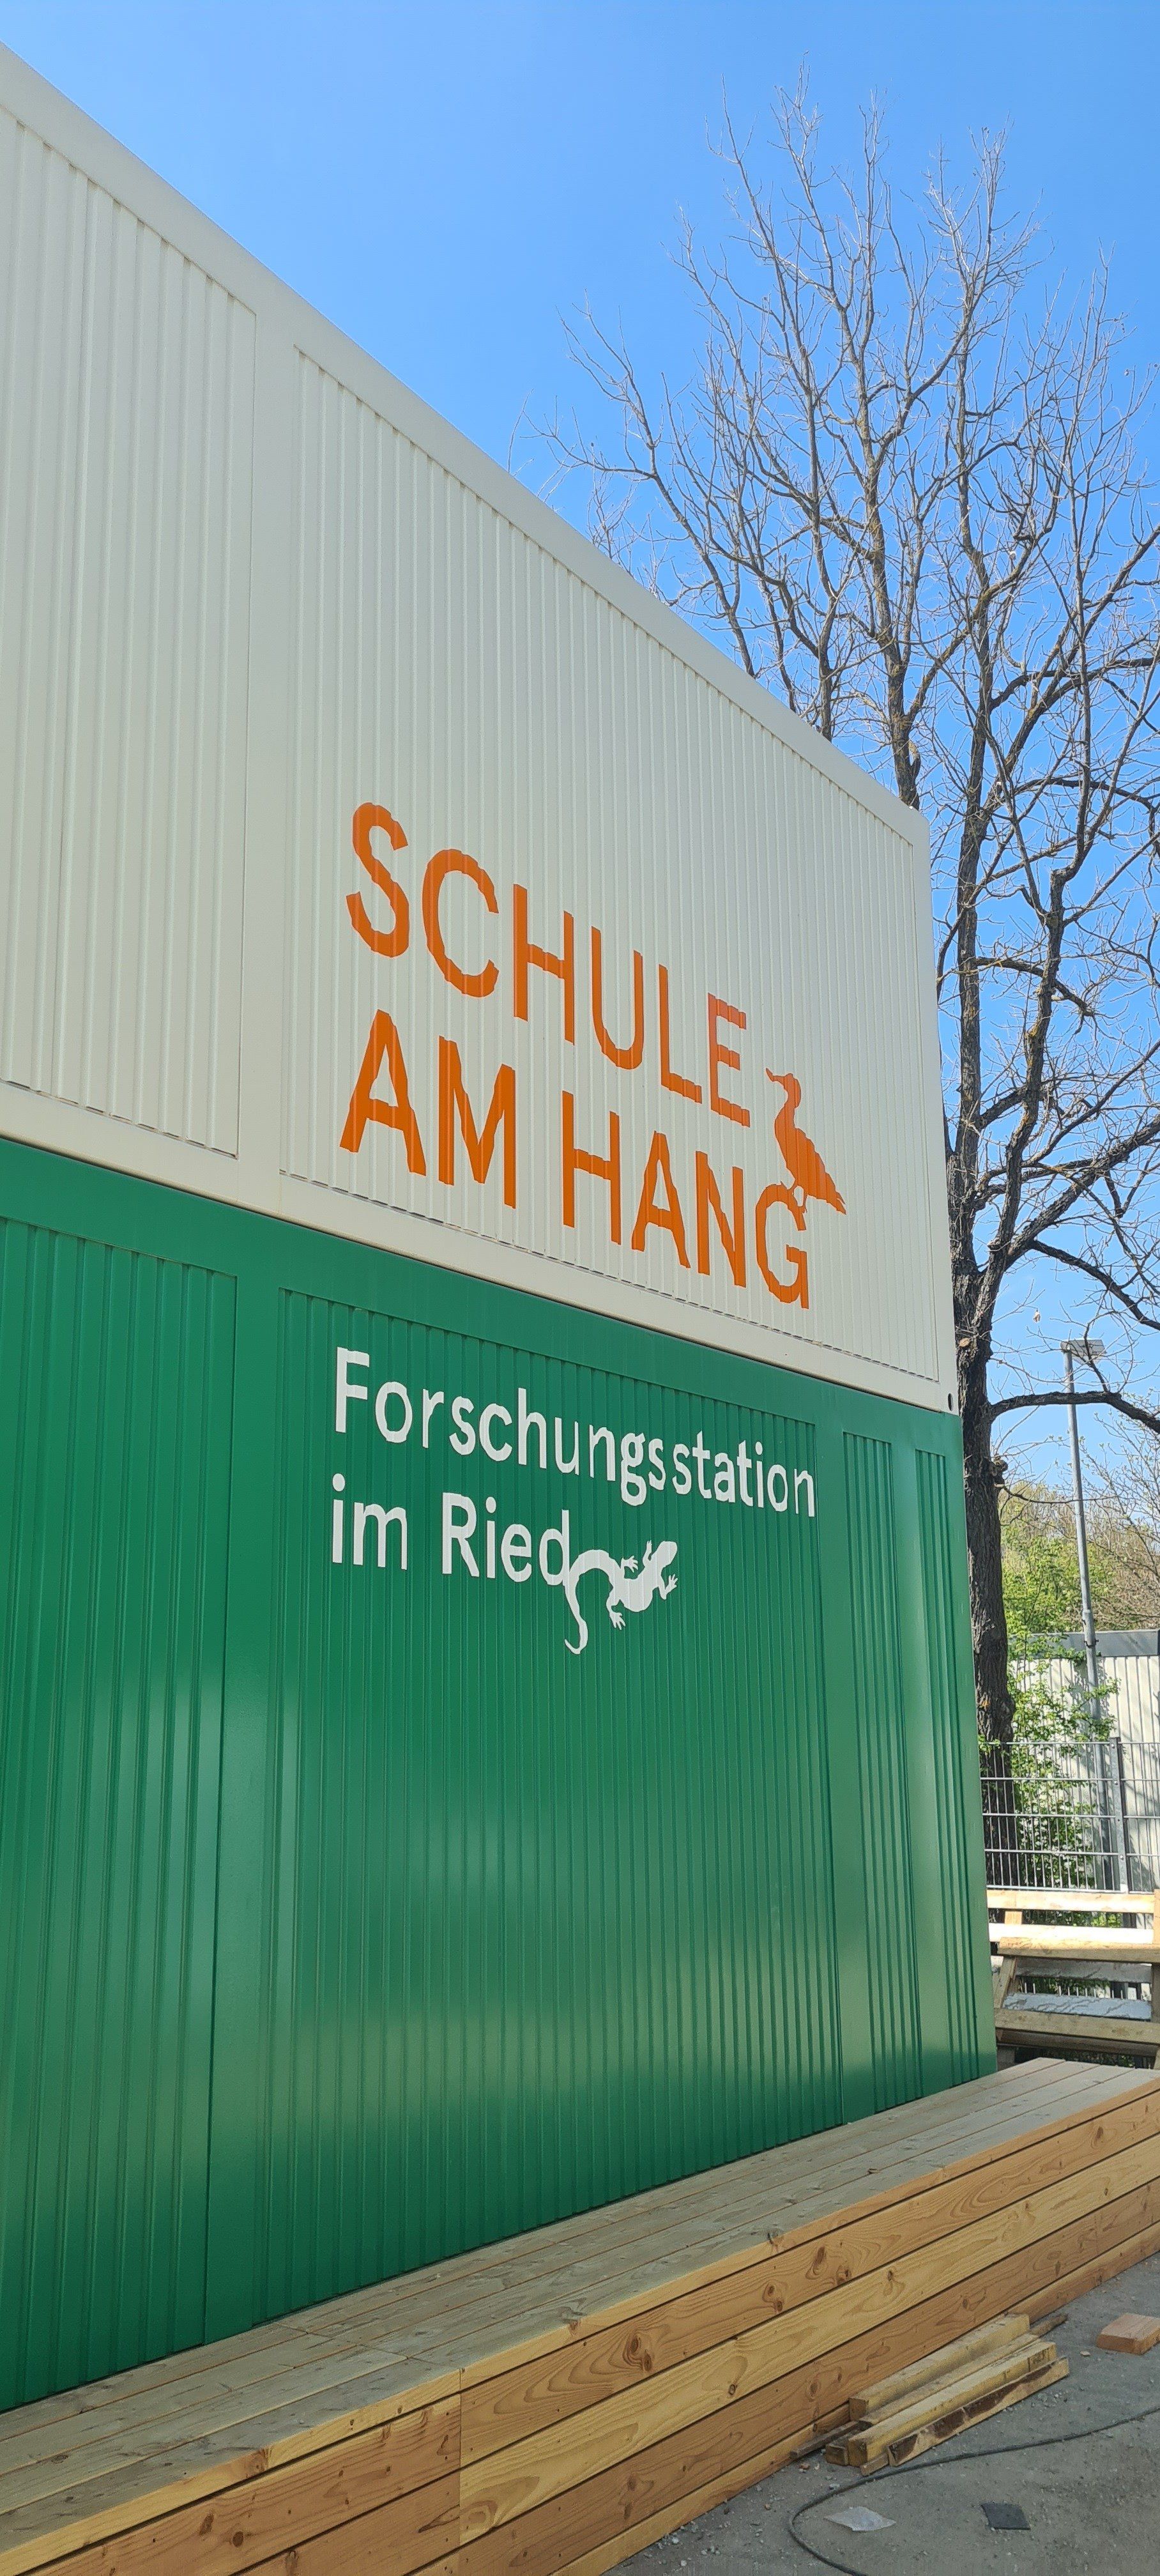 SCHULE
AM HANG
Forschungsstation
im Ried